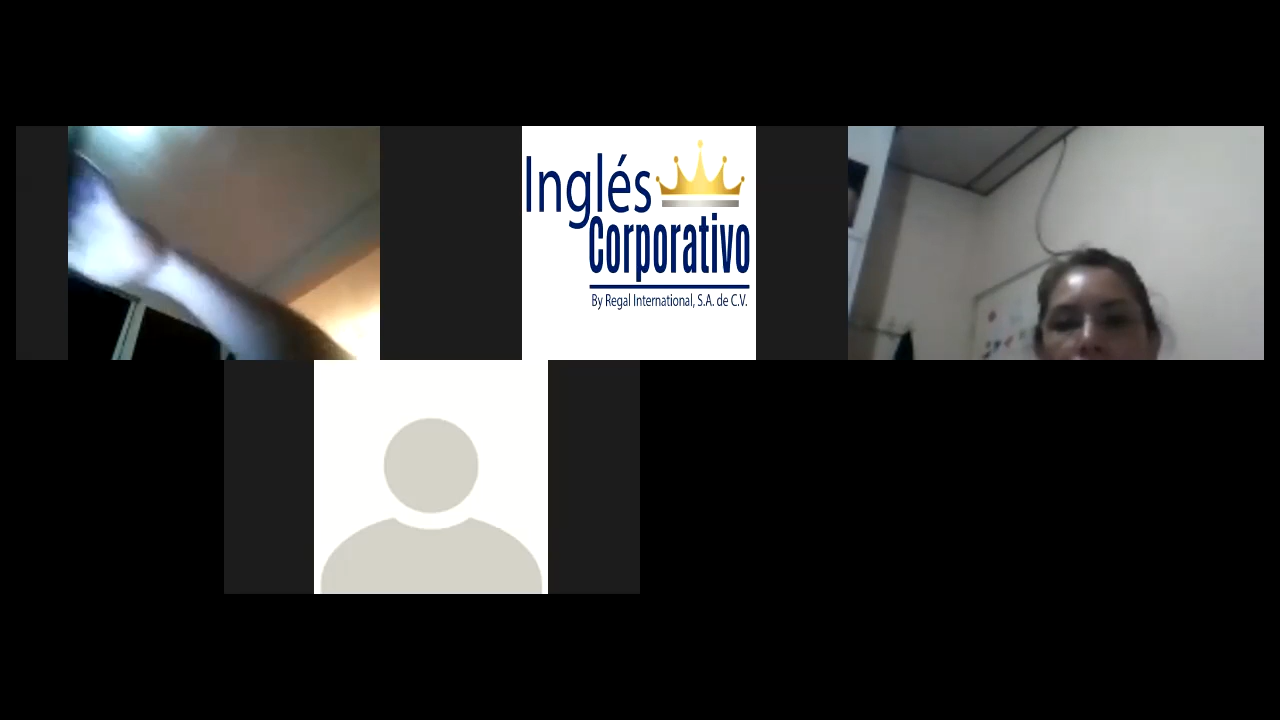 Inglés
Corporativo
By Regal International, S.A. de C.V.